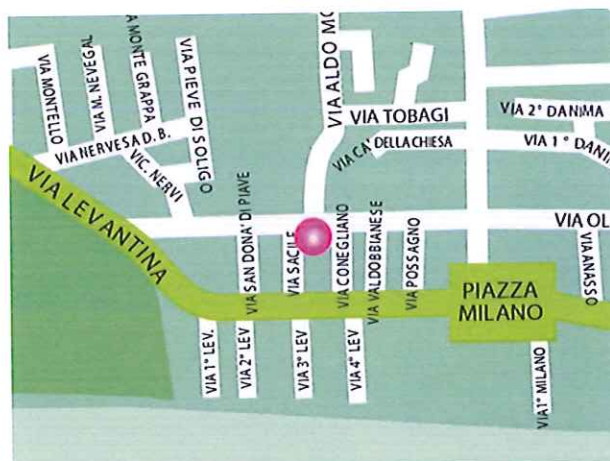 VIA MONTELLO
VIA M. NEVEGAL
A MONTE GRAPPA
VIA PIEVE DI SOLIGO
VIA ALDO MO
VIA TOBAGI
VIA CA' DELLA CHIESA
VIA 2° DANIMA
VIA 1° DANI
VIA NERVESA D. B.
VIC. NERVI
VIA LEVANTINA
VIA SAN DONA' DI PIAVE
VIA SACILE
VIA CONEGLIANO
VIA VALDOBBIANESE
VIA POSSAGNO
VIA OL
VIA ANASSO
PIAZZA
MILANO
VIA 1° LEV.
VIA 2° LEV
VIA 3° LEV
VIA 4° LEV
VIA 1° MILANO